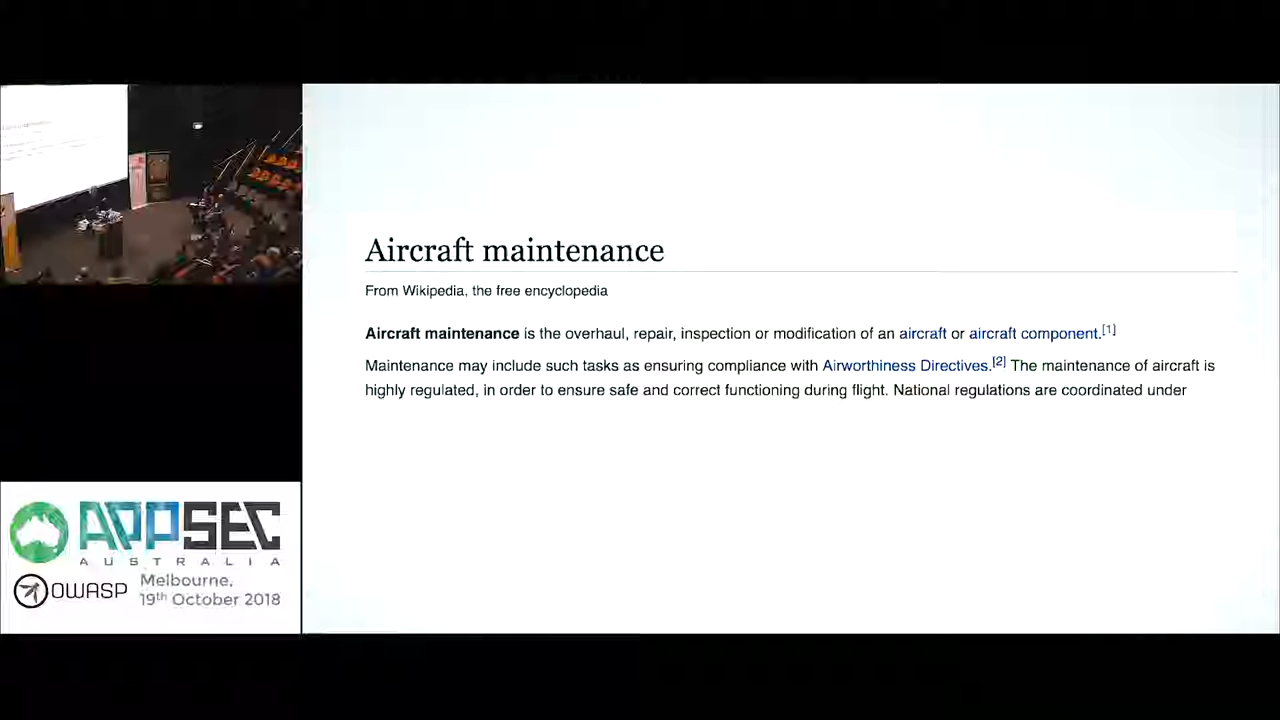 Aircraft maintenance
From Wikipedia, the free encyclopedia
Aircraft maintenance is the overhaul, repair, inspection or modification of an aircraft or aircraft component.[1]
Maintenance may include such tasks as ensuring compliance with Airworthiness Directives.[2] The maintenance of aircraft is
highly regulated, in order to ensure safe and correct functioning during flight. National regulations are coordinated under
APPSEC
AUSTRALIA
OWASP
Melbourne,
19th October 2018